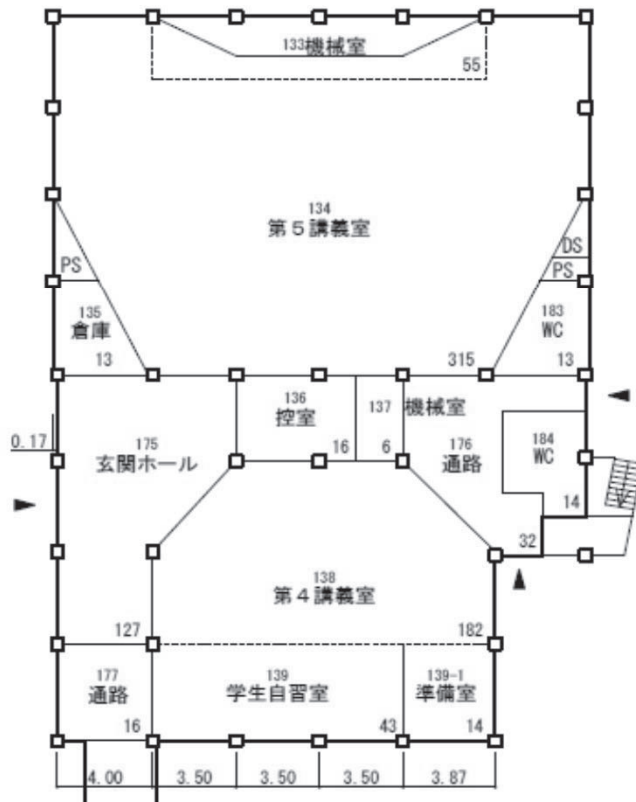 133機械室
55
134
第5講義室
DS
PS
PS
135
倉庫
183
WC
13
315
13
136
控室
137
機械室
0.17
175
玄関ホール
16
6
176
通路
184
WC
14
32
138
第4講義室
127
182
177
通路
139
学生自習室
139-1
準備室
16
43
14
4.00
3.50
3.50
3.50
3.87